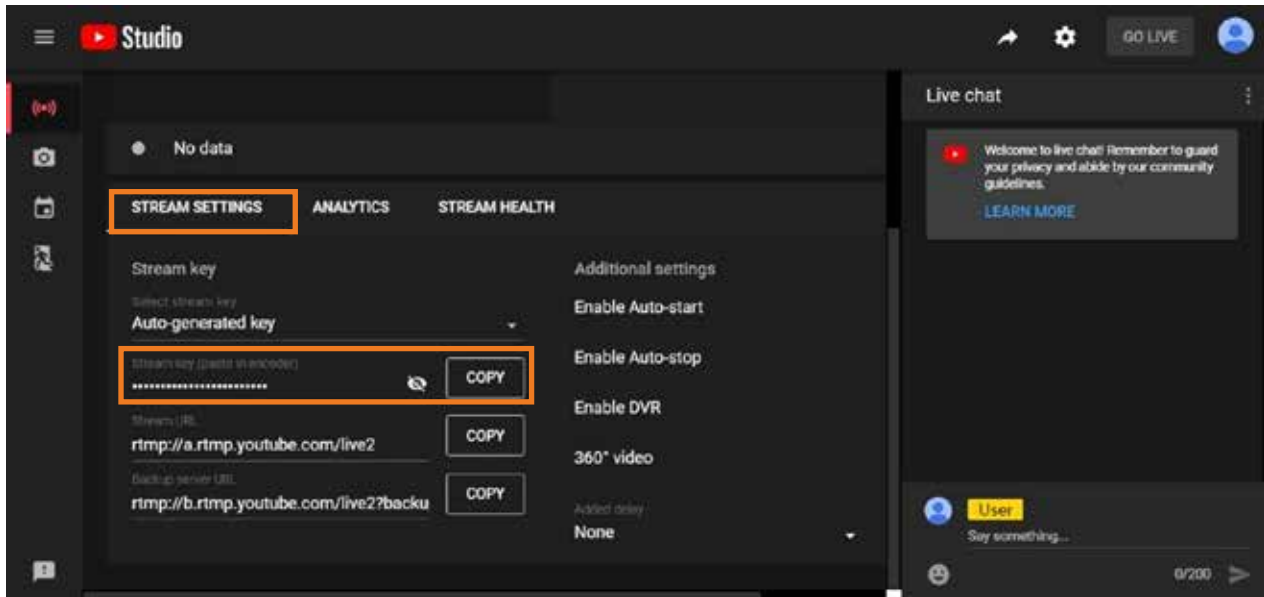 Studio
GO LIVE
No data
STREAM SETTINGS
ANALYTICS
STREAM HEALTH
Stream key
Select stream key
Auto-generated key
Stream key (paste in encoder)
••••••••••••••••••••••••
COPY
Stream URL
rtmp://a.rtmp.youtube.com/live2
COPY
Backup server URL
rtmp://b.rtmp.youtube.com/live2?backu
COPY
Additional settings
Enable Auto-start
Enable Auto-stop
Enable DVR
360° video
Added delay
None
Live chat
Welcome to live chat! Remember to guard
your privacy and abide by our community
guidelines.
LEARN MORE
User
Say something...
0/200